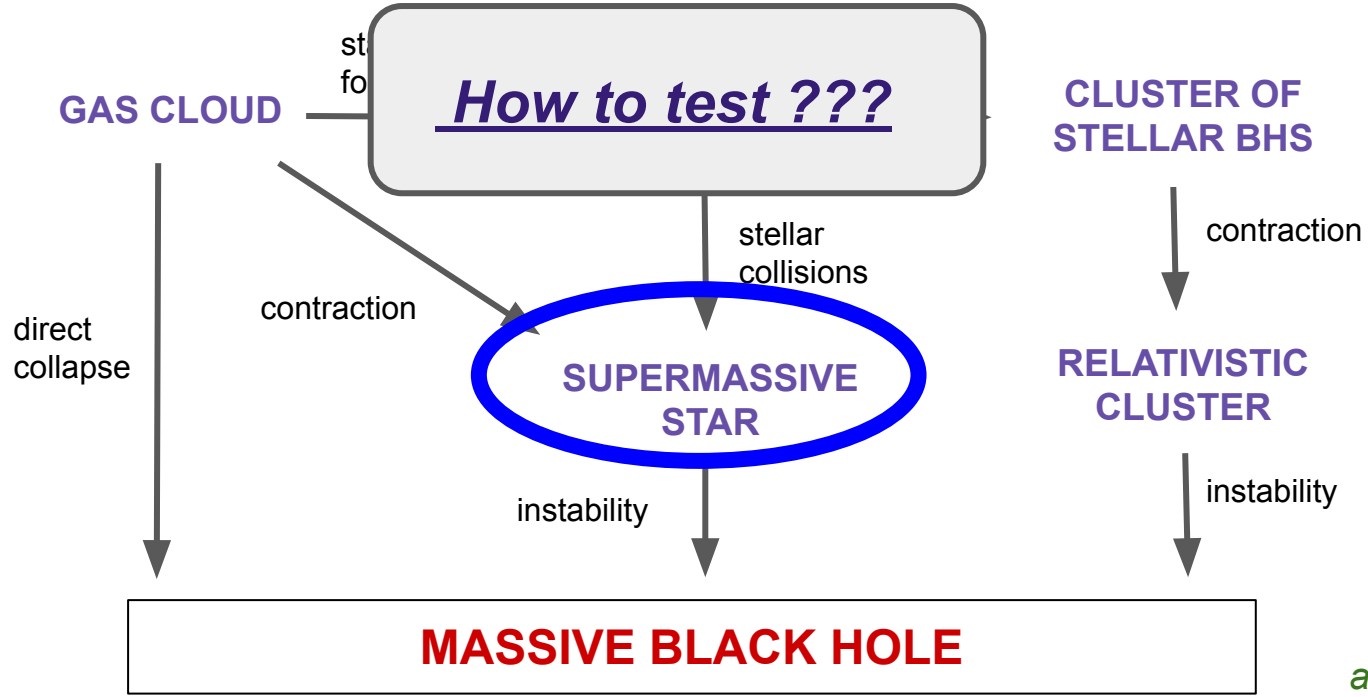 How to test ???
GAS CLOUD
CLUSTER OF
STELLAR BHS
stellar
collisions
contraction
contraction
direct
collapse
SUPERMASSIVE
STAR
RELATIVISTIC
CLUSTER
instability
instability
MASSIVE BLACK HOLE